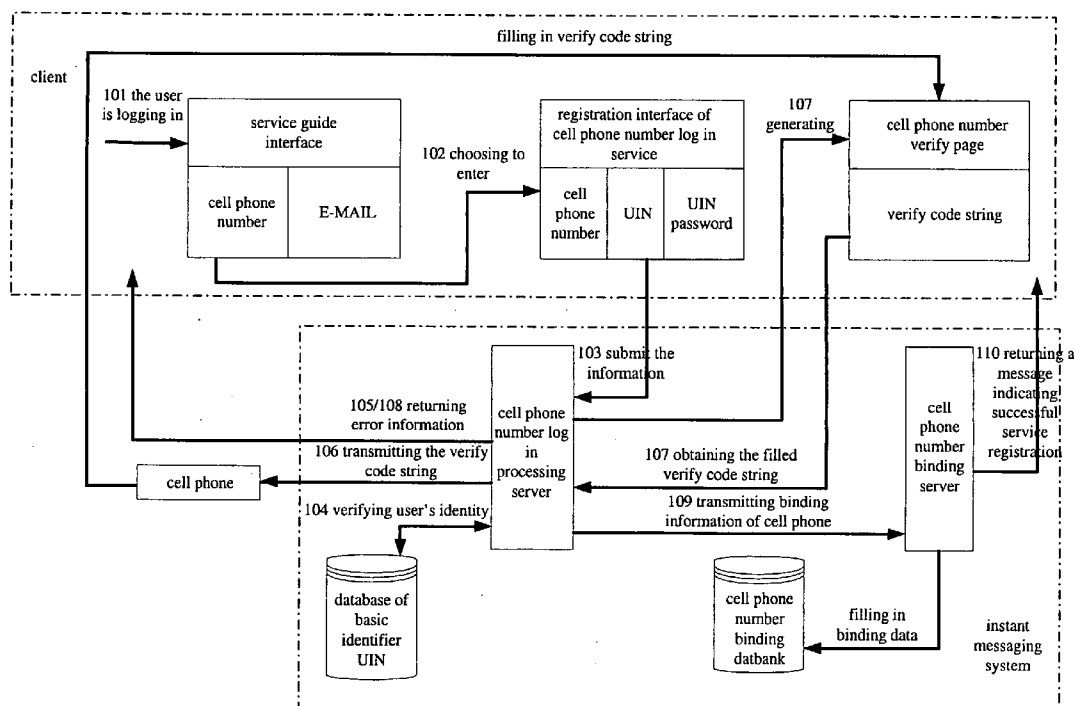 filling in verify code string
client
101 the user
is logging in
service guide
interface
cell phone
number
E-MAIL
102 choosing to
enter
registration interface of
cell phone number log in
service
cell
phone
number
UIN
UIN
password
107
generating
cell phone number
verify page
verify code string
103 submit the
information
105/108 returning
error information
106 transmitting the verify
code string
cell phone
cell phone
number log
in
processing
server
107 obtaining the filled
verify code string
109 transmitting binding
information of cell phone
cell
phone
number
binding
server
110 returning a
message
indicating
successful
service
registration
104 verifying user's identity
database of
basic
identifier
UIN
cell phone
number
binding
datbank
filling in
binding data
instant
messaging
system